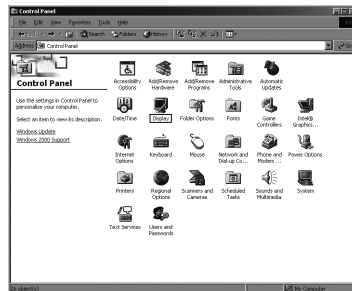 Control Panel
File Edit View Favorites Tools Help
Search Folders History
Address Control Panel Go
Control Panel
Use the settings in Control Panel to
personalize your computer.
Select an item to view its description.
Windows Update
Windows 2000 Support
Accessibility Options
Add/Remove Hardware
Add/Remove Programs
Administrative Tools
Automatic Updates
Date/Time
Display
Folder Options
Fonts
Game Controllers
Intel® Graphics...
Internet Options
Keyboard
Mouse
Network and Dial-up Co...
Phone and Modem ...
Power Options
Printers
Regional Options
Scanners and Cameras
Scheduled Tasks
Sounds and Multimedia
System
Text Services
Users and Passwords
object(s)
My Computer